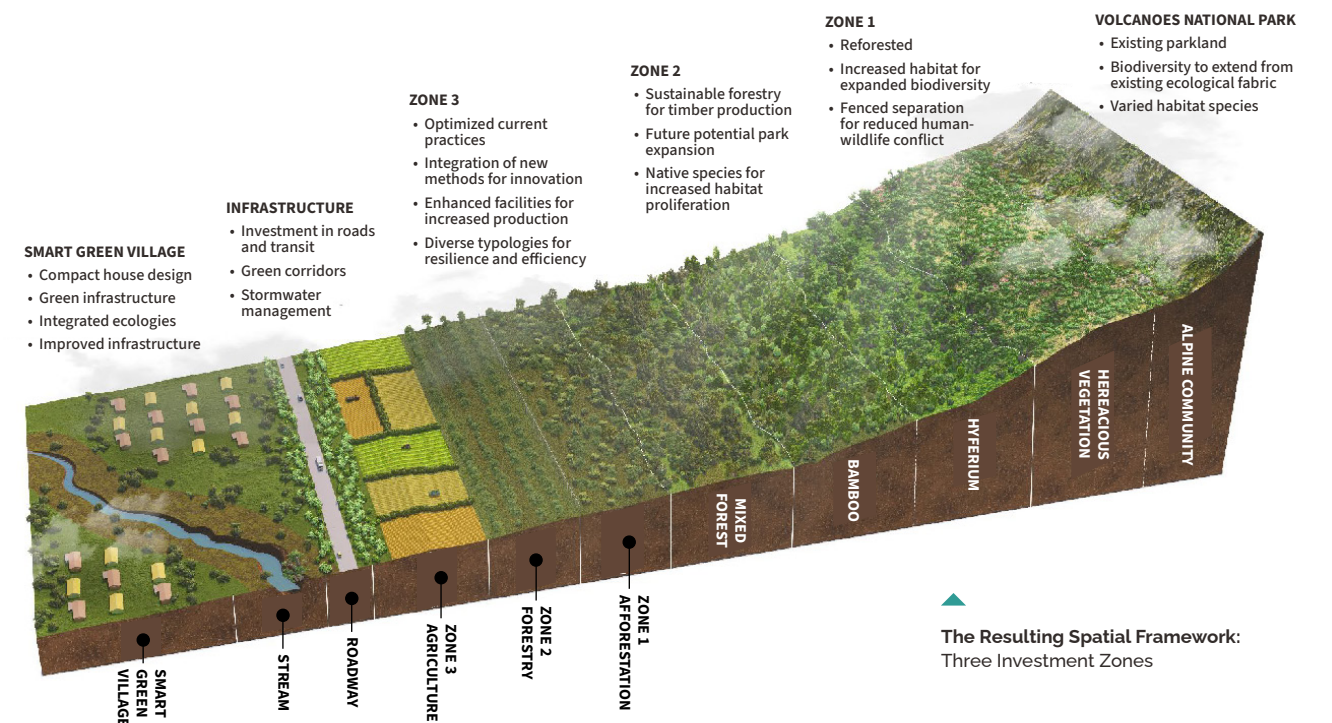 VOLCANOES NATIONAL PARK
• Existing parkland
• Biodiversity to extend from
existing ecological fabric
• Varied habitat species
ZONE 1
• Reforested
• Increased habitat for
expanded biodiversity
• Fenced separation
for reduced human-
wildlife conflict
ZONE 2
• Sustainable forestry
for timber production
• Future potential park
expansion
• Native species for
increased habitat
proliferation
ZONE 3
• Optimized current
practices
• Integration of new
methods for innovation
• Enhanced facilities for
increased production
• Diverse typologies for
resilience and efficiency
INFRASTRUCTURE
• Investment in roads
and transit
• Green corridors
• Stormwater
management
SMART GREEN VILLAGE
• Compact house design
• Green infrastructure
• Integrated ecologies
• Improved infrastructure
SMART
GREEN
VILLAGE
STREAM
ROADWAY
ZONE 3
AGRICULTURE
ZONE 2
FORESTRY
ZONE 1
AFFORESTATION
MIXED
FOREST
BAMBOO
HYFERIUM
HEREACIOUS
VEGETATION
ALPINE COMMUNITY
The Resulting Spatial Framework:
Three Investment Zones